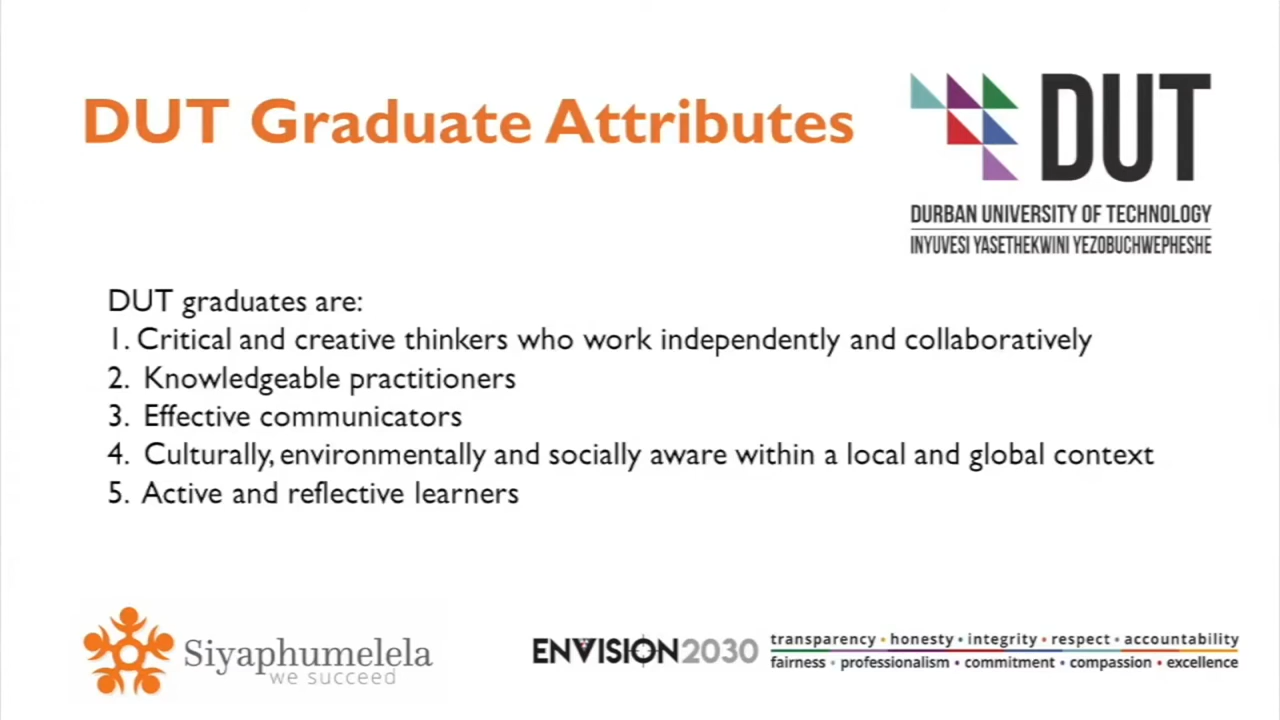 DUT Graduate Attributes
DUT
DURBAN UNIVERSITY OF TECHNOLOGY
INYUVESI YASETHEKWINI YEZOBUCHWEPHESHE
DUT graduates are:
1. Critical and creative thinkers who work independently and collaboratively
2. Knowledgeable practitioners
3. Effective communicators
4. Culturally, environmentally and socially aware within a local and global context
5. Active and reflective learners
Siyaphumelela
we succeed
ENVISION2030
transparency • honesty • integrity • respect • accountability
fairness • professionalism • commitment • compassion • excellence